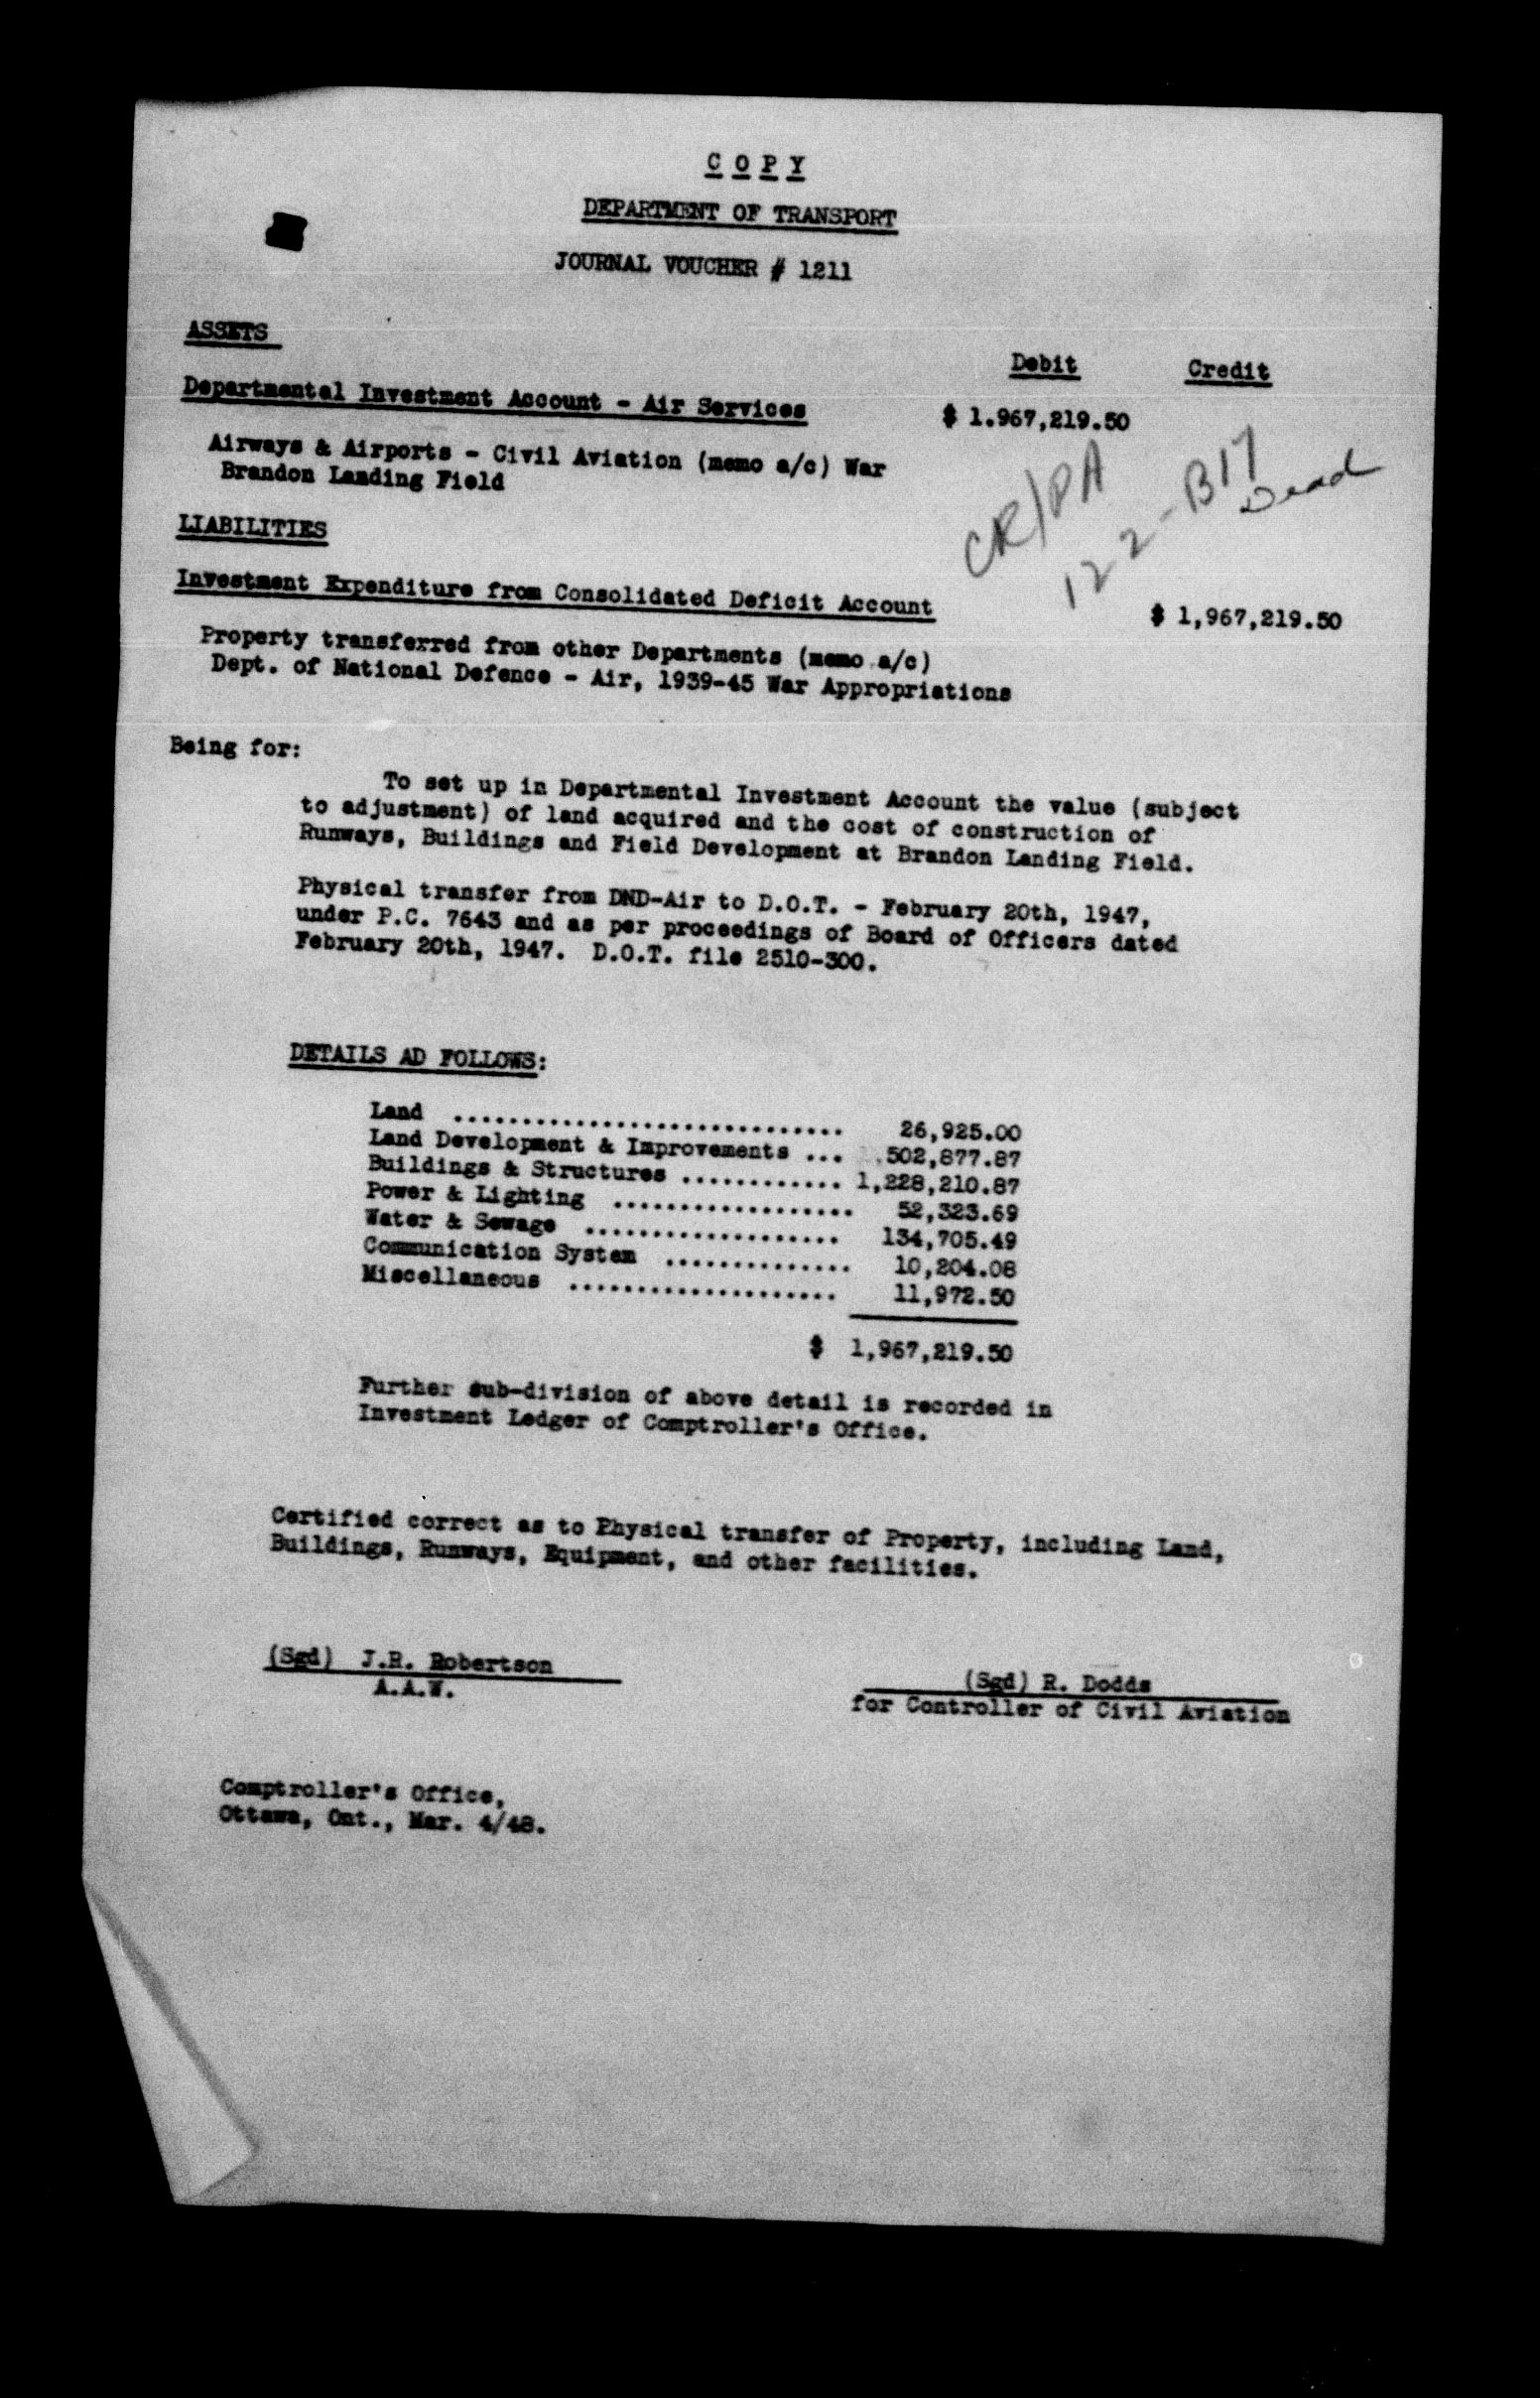 C O P Y
DEPARTMENT OF TRANSPORT
JOURNAL VOUCHER # 1211
ASSETS
Debit Credit
Departmental Investment Account - Air Services $ 1.967,219.50
Airways & Airports - Civil Aviation (memo a/c) War
Brandon Landing Field
CR/PA
122-B17
Dead
LIABILITIES
Investment Expenditure from Consolidated Deficit Account $ 1,967,219.50
Property transferred from other Departments (memo a/c)
Dept. of National Defence - Air, 1939-45 War Appropriations
Being for:
To set up in Departmental Investment Account the value (subject
to adjustment) of land acquired and the cost of construction of
Runways, Buildings and Field Development at Brandon Landing Field.
Physical transfer from DND-Air to D.O.T. - February 20th, 1947,
under P.C. 7643 and as per proceedings of Board of Officers dated
February 20th, 1947. D.O.T. file 2510-300.
DETAILS AD FOLLOWS:
Land ............................. 26,925.00
Land Development & Improvements ... 502,877.87
Buildings & Structures ............ 1,228,210.87
Power & Lighting .................. 52,323.69
Water & Sewage ................... 134,705.49
Communication System .............. 10,204.08
Miscellaneous .................... 11,972.50
$ 1,967,219.50
Further sub-division of above detail is recorded in
Investment Ledger of Comptroller's Office.
Certified correct as to Physical transfer of Property, including Land,
Buildings, Runways, Equipment, and other facilities.
(Sgd) J.R. Robertson
A.A.W.
(Sgd) R. Dodds
for Controller of Civil Aviation
Comptroller's Office,
Ottawa, Ont., Mar. 4/48.